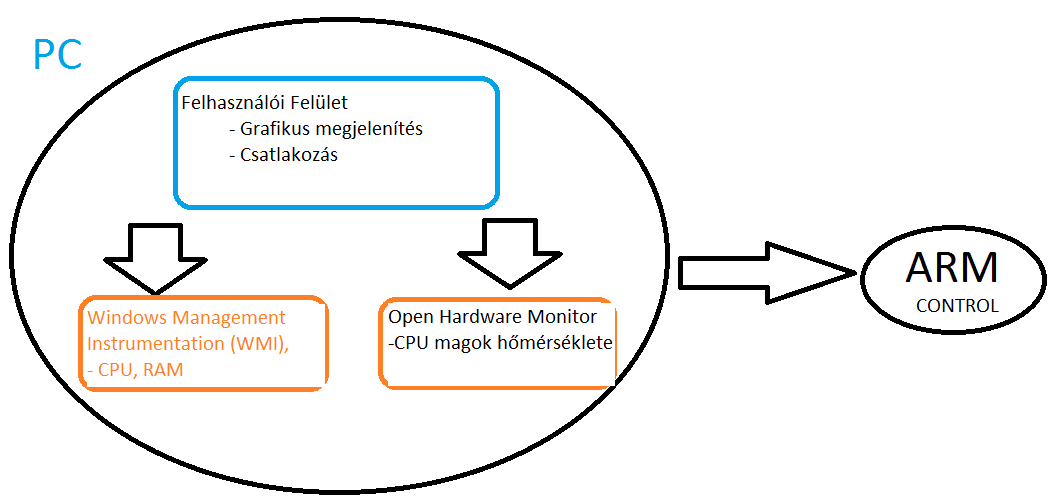 PC
Felhasználói Felület
- Grafikus megjelenítés
- Csatlakozás
Windows Management
Instrumentation (WMI),
- CPU, RAM
Open Hardware Monitor
-CPU magok hőmérséklete
ARM
CONTROL